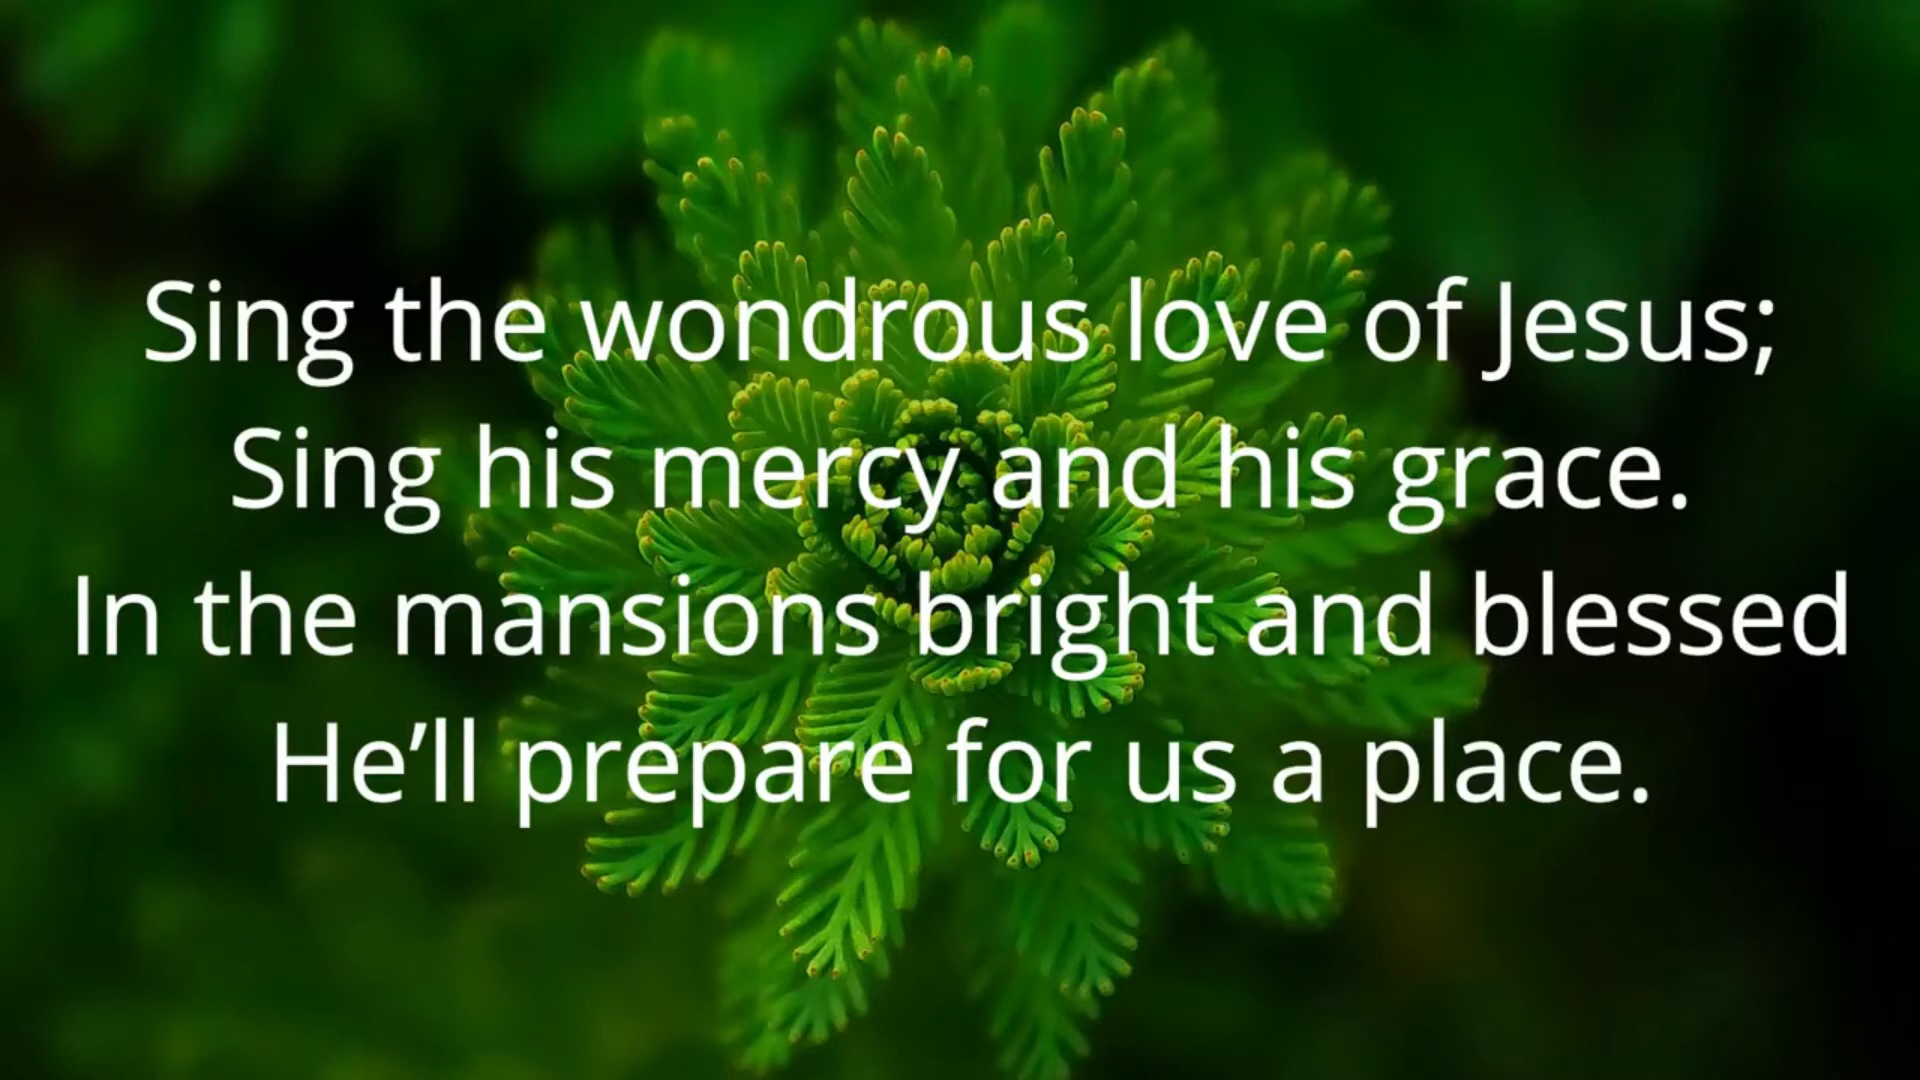 Sing the wondrous love of Jesus;
Sing his mercy and his grace.
In the mansions bright and blessed
He’ll prepare for us a place.